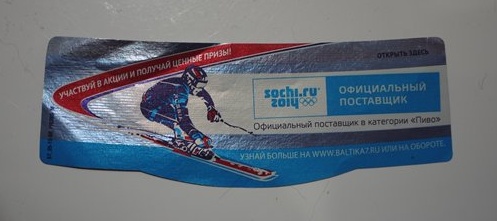 УЧАСТВУЙ В АКЦИИ И ПОЛУЧАЙ ЦЕННЫЕ ПРИЗЫ!
ОТКРЫТЬ ЗДЕСЬ
sochi.ru
2014
ОФИЦИАЛЬНЫЙ
ПОСТАВЩИК
Официальный поставщик в категории «Пиво»
УЗНАЙ БОЛЬШЕ НА WWW.BALTIKA7.RU ИЛИ НА ОБОРОТЕ.